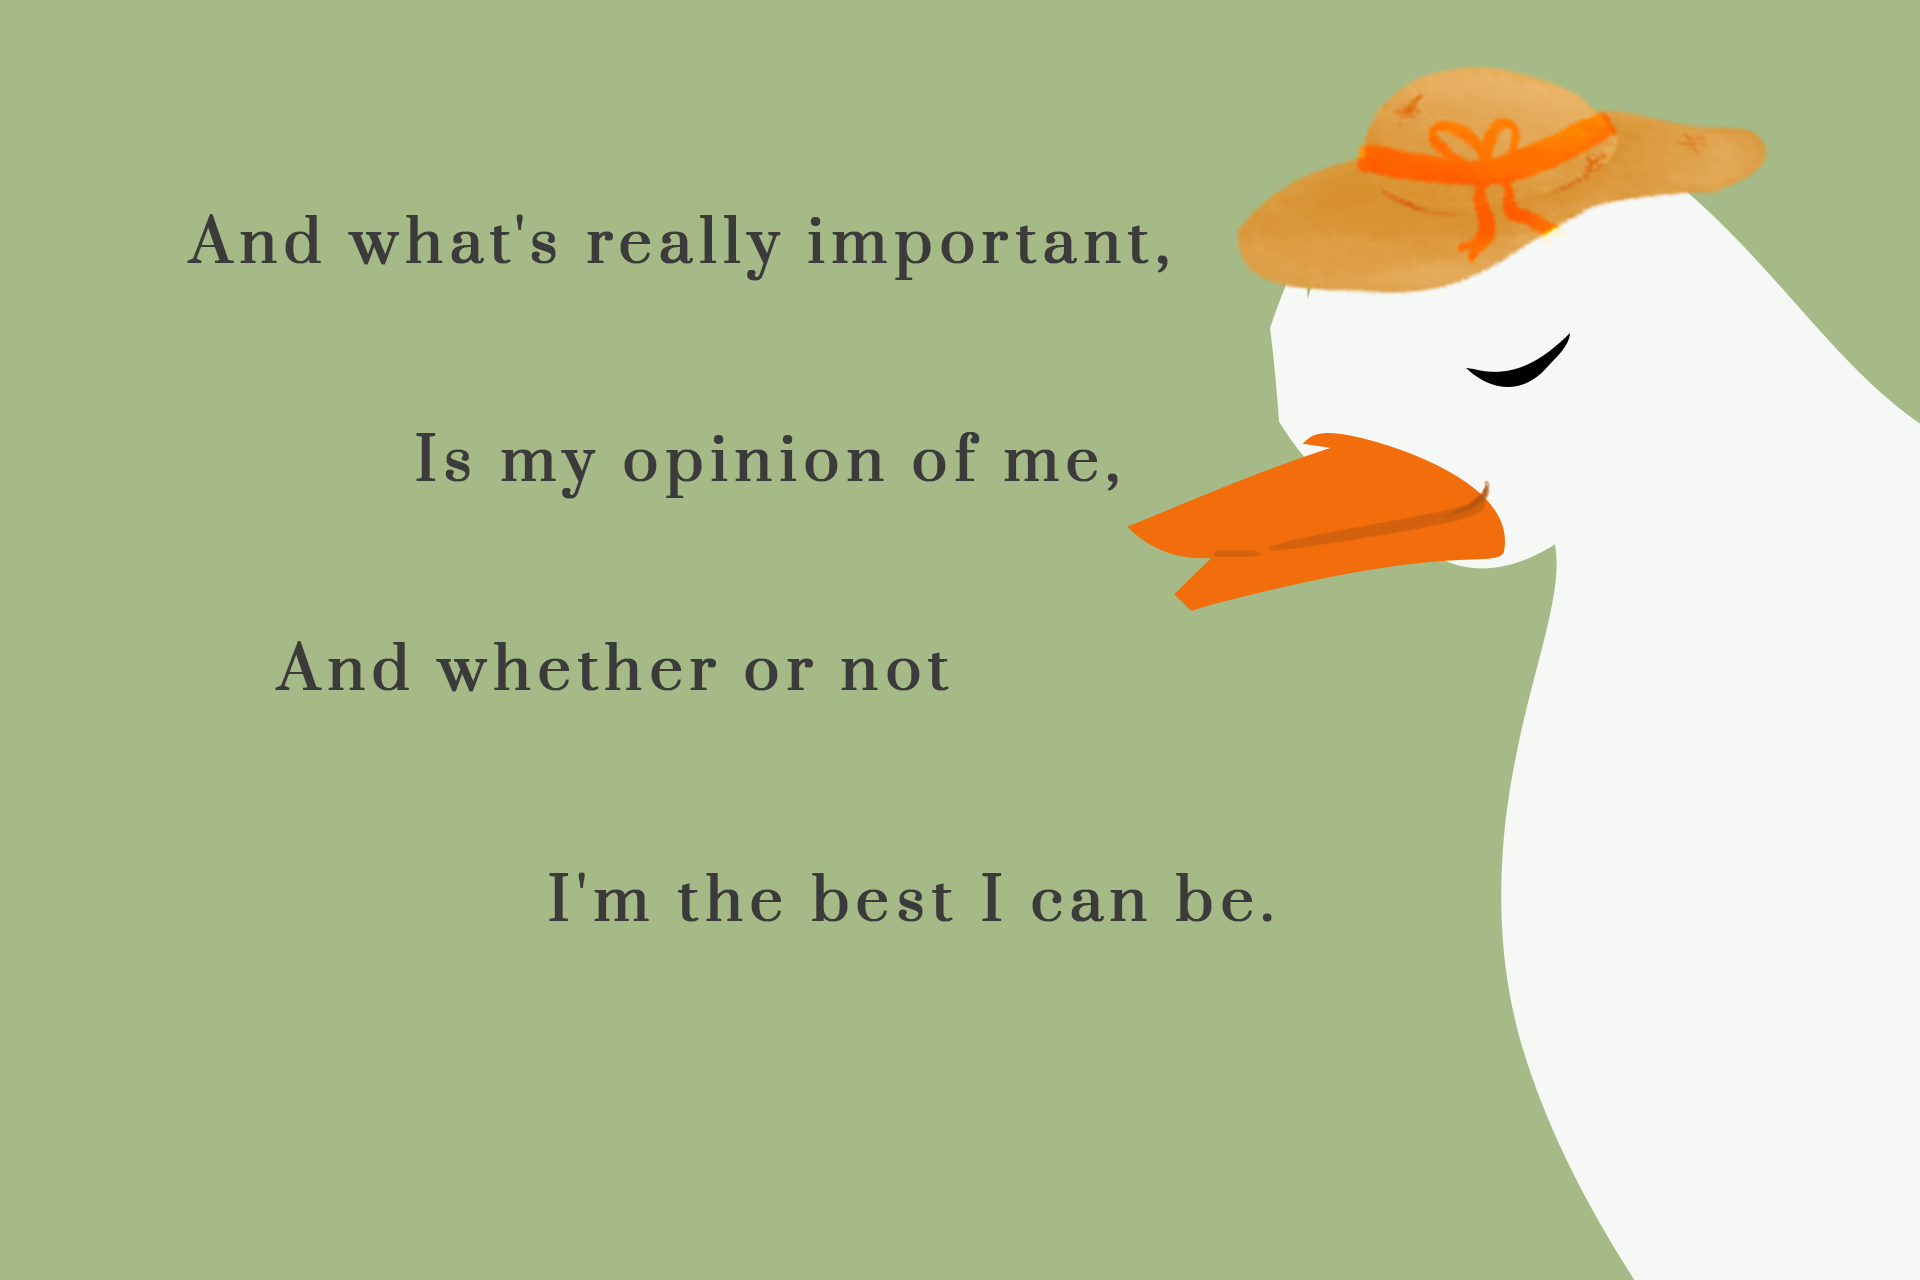 And what's really important,
Is my opinion of me,
And whether or not
I'm the best I can be.